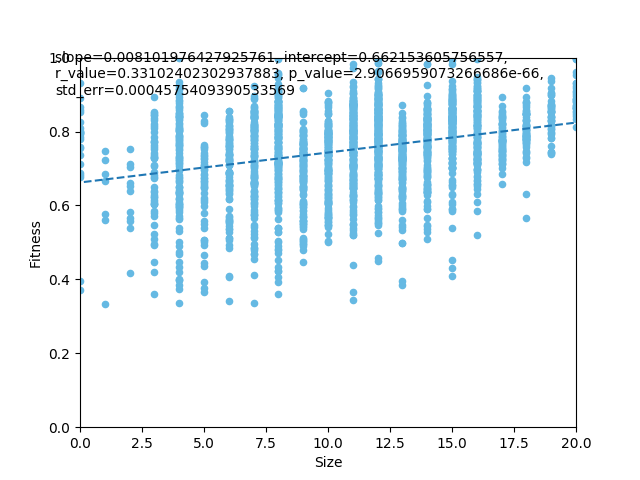 slope=0.008101976427925761, intercept=0.662153605756557,
r_value=0.33102402302937883, p_value=2.9066959073266686e-66,
std_err=0.0004575409390533569
1.0
0.8
0.6
0.4
0.2
0.0
Fitness
0.0 2.5 5.0 7.5 10.0 12.5 15.0 17.5 20.0
Size